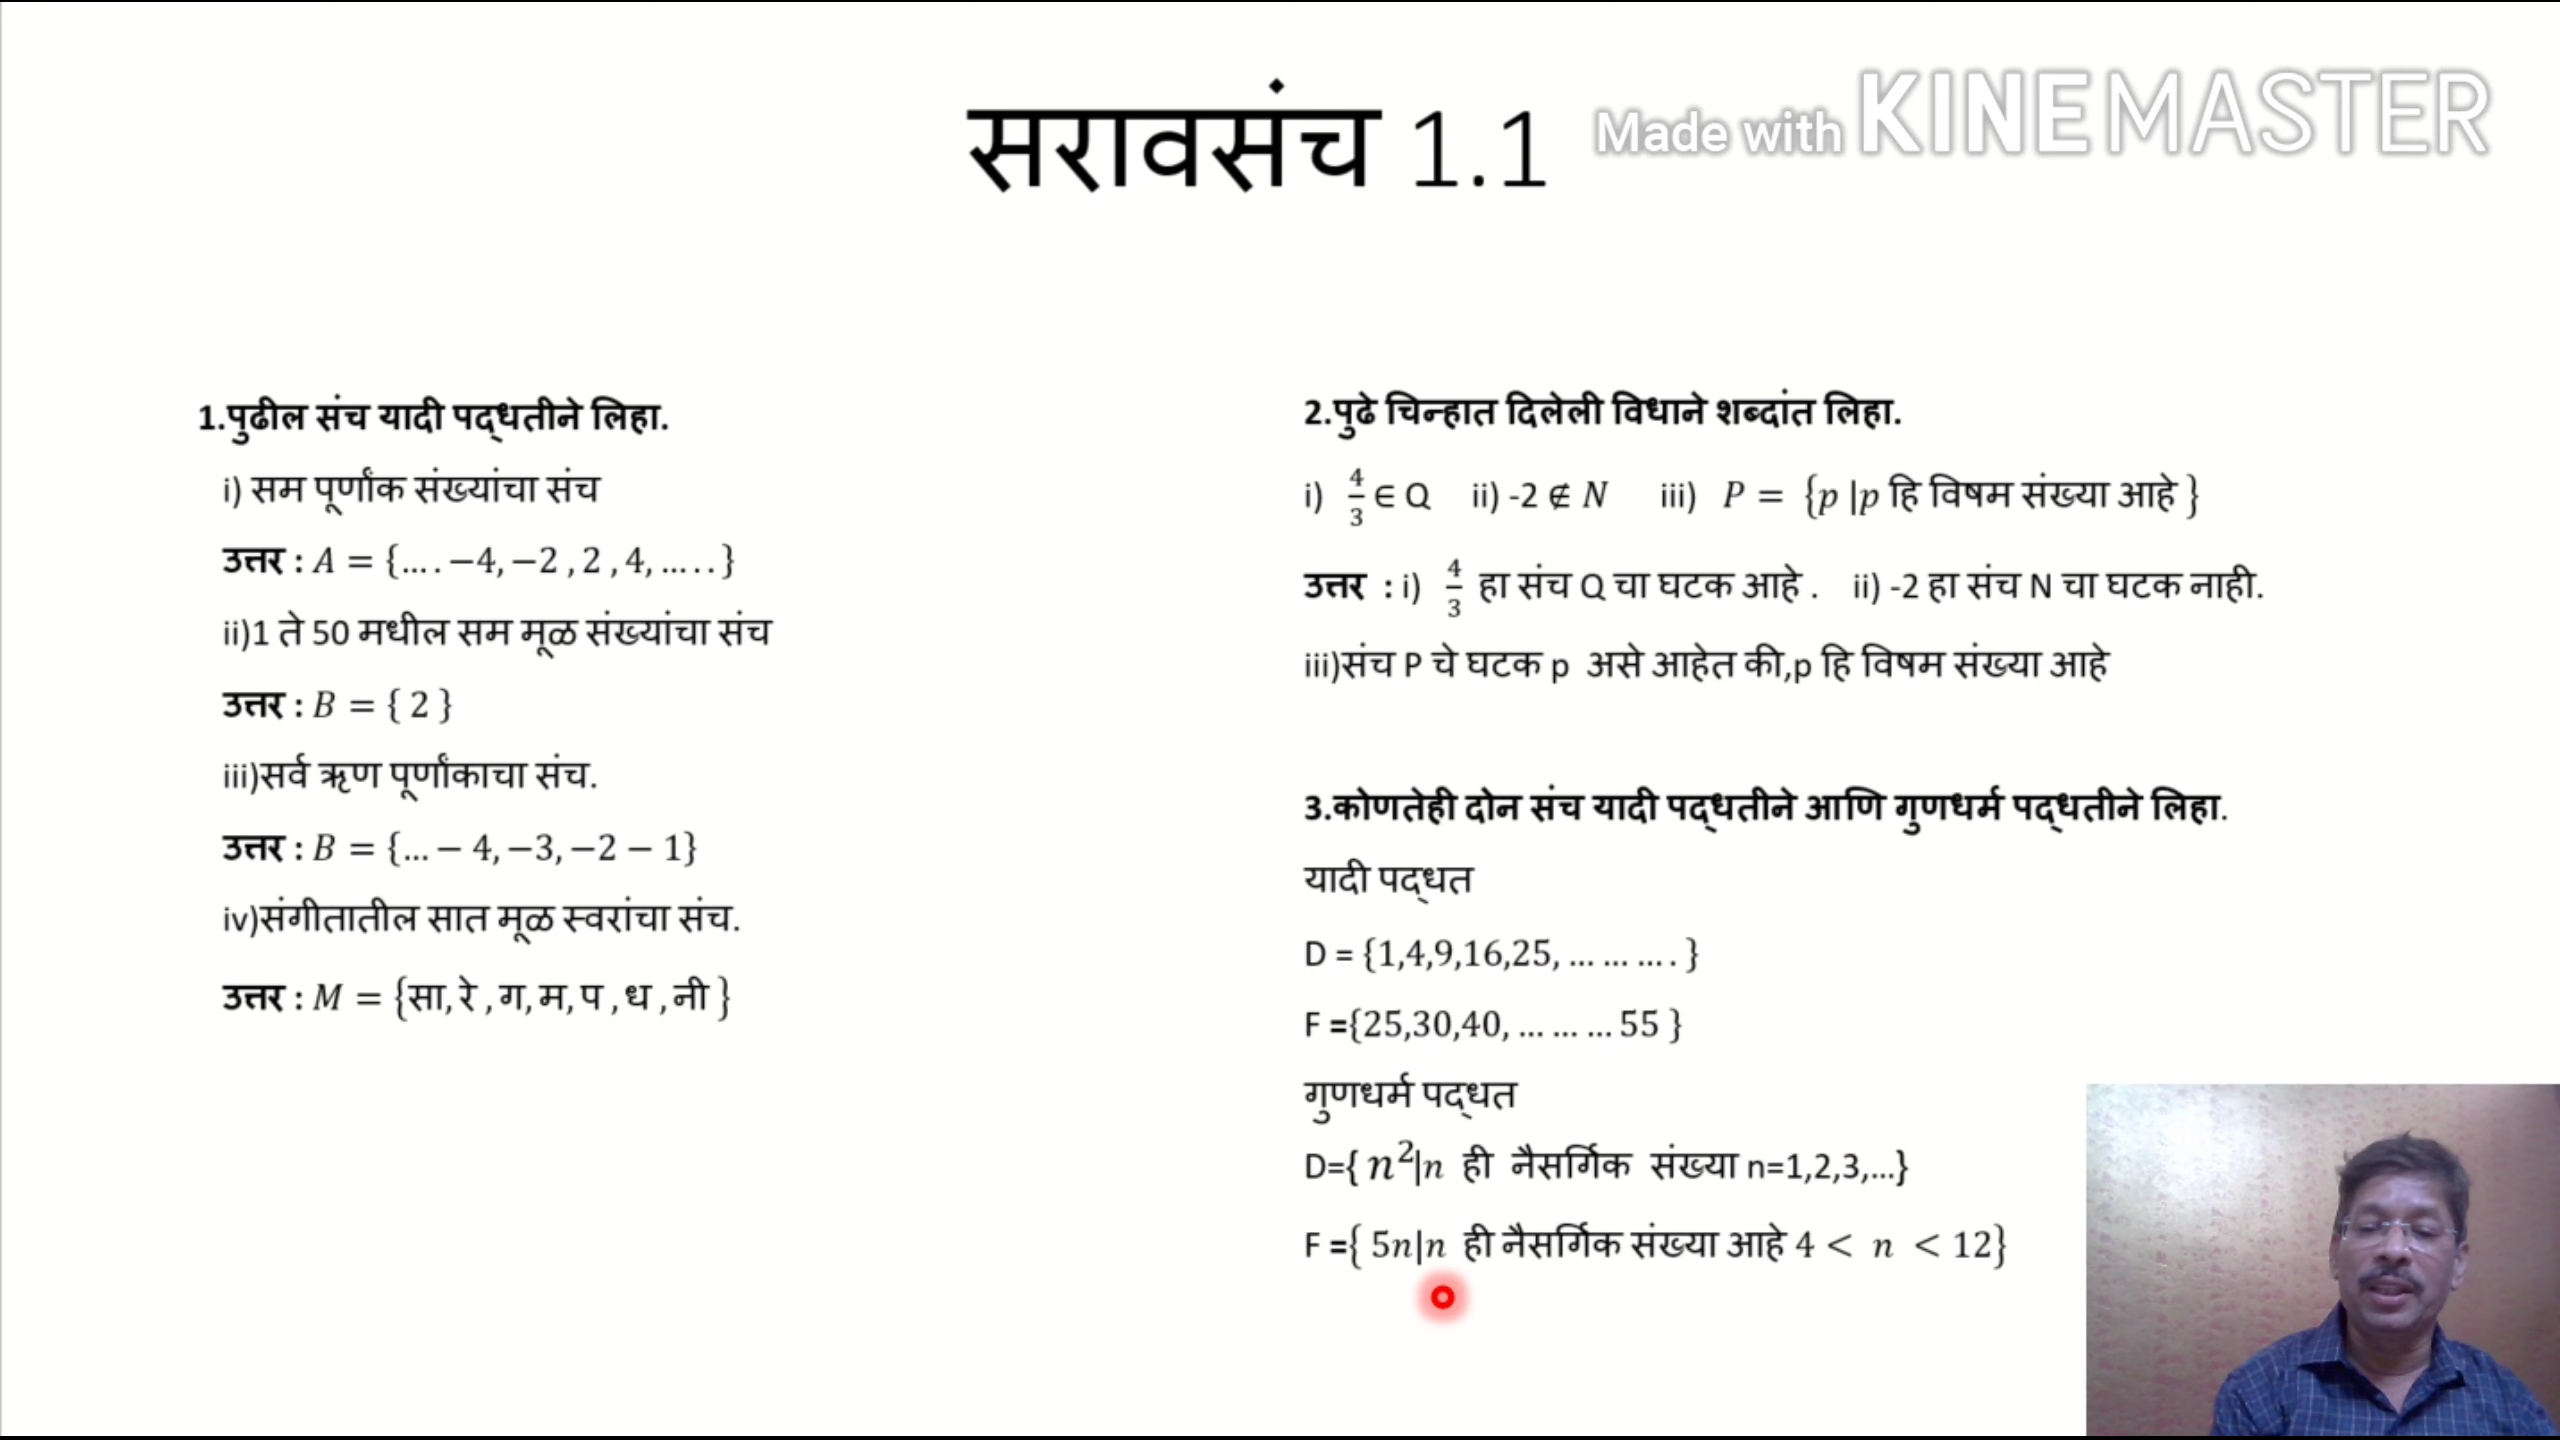 सरावसंच 1.1
Made with KINEMASTER
1.पुढील संच यादी पद्धतीने लिहा.
i) सम पूर्णांक संख्यांचा संच
उत्तर : A = {.... −4, −2 , 2 , 4, .....}
ii)1 ते 50 मधील सम मूळ संख्यांचा संच
उत्तर : B = { 2 }
iii)सर्व ऋण पूर्णांकाचा संच.
उत्तर : B = {... − 4, −3, −2 − 1}
iv)संगीतातील सात मूळ स्वरांचा संच.
उत्तर : M = {सा, रे , ग, म, प , ध , नी }
2.पुढे चिन्हात दिलेली विधाने शब्दांत लिहा.
i) 4/3 ∈ Q ii) -2 ∉ N iii) P = {p |p हि विषम संख्या आहे }
उत्तर : i) 4/3 हा संच Q चा घटक आहे . ii) -2 हा संच N चा घटक नाही.
iii)संच P चे घटक p असे आहेत की,p हि विषम संख्या आहे
3.कोणतेही दोन संच यादी पद्धतीने आणि गुणधर्म पद्धतीने लिहा.
यादी पद्धत
D = {1,4,9,16,25, ... ... ... . }
F ={25,30,40, ... ... ... 55 }
गुणधर्म पद्धत
D={ n²|n ही नैसर्गिक संख्या n=1,2,3,...}
F ={ 5n|n ही नैसर्गिक संख्या आहे 4 < n < 12}